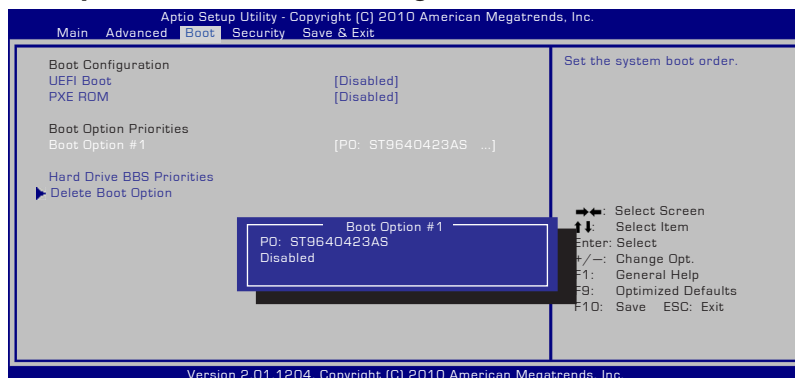 Aptio Setup Utility - Copyright (C) 2010 American Megatrends, Inc.
Main Advanced Boot Security Save & Exit
Boot Configuration
UEFI Boot [Disabled]
PXE ROM [Disabled]
Boot Option Priorities
Boot Option #1 [P0: ST9640423AS ...]
Hard Drive BBS Priorities
Delete Boot Option
Set the system boot order.
Boot Option #1
P0: ST9640423AS
Disabled
→←: Select Screen
↑↓: Select Item
Enter: Select
+/—: Change Opt.
F1: General Help
F9: Optimized Defaults
F10: Save ESC: Exit
Version 2.01.1204. Copyright (C) 2010 American Megatrends, Inc.